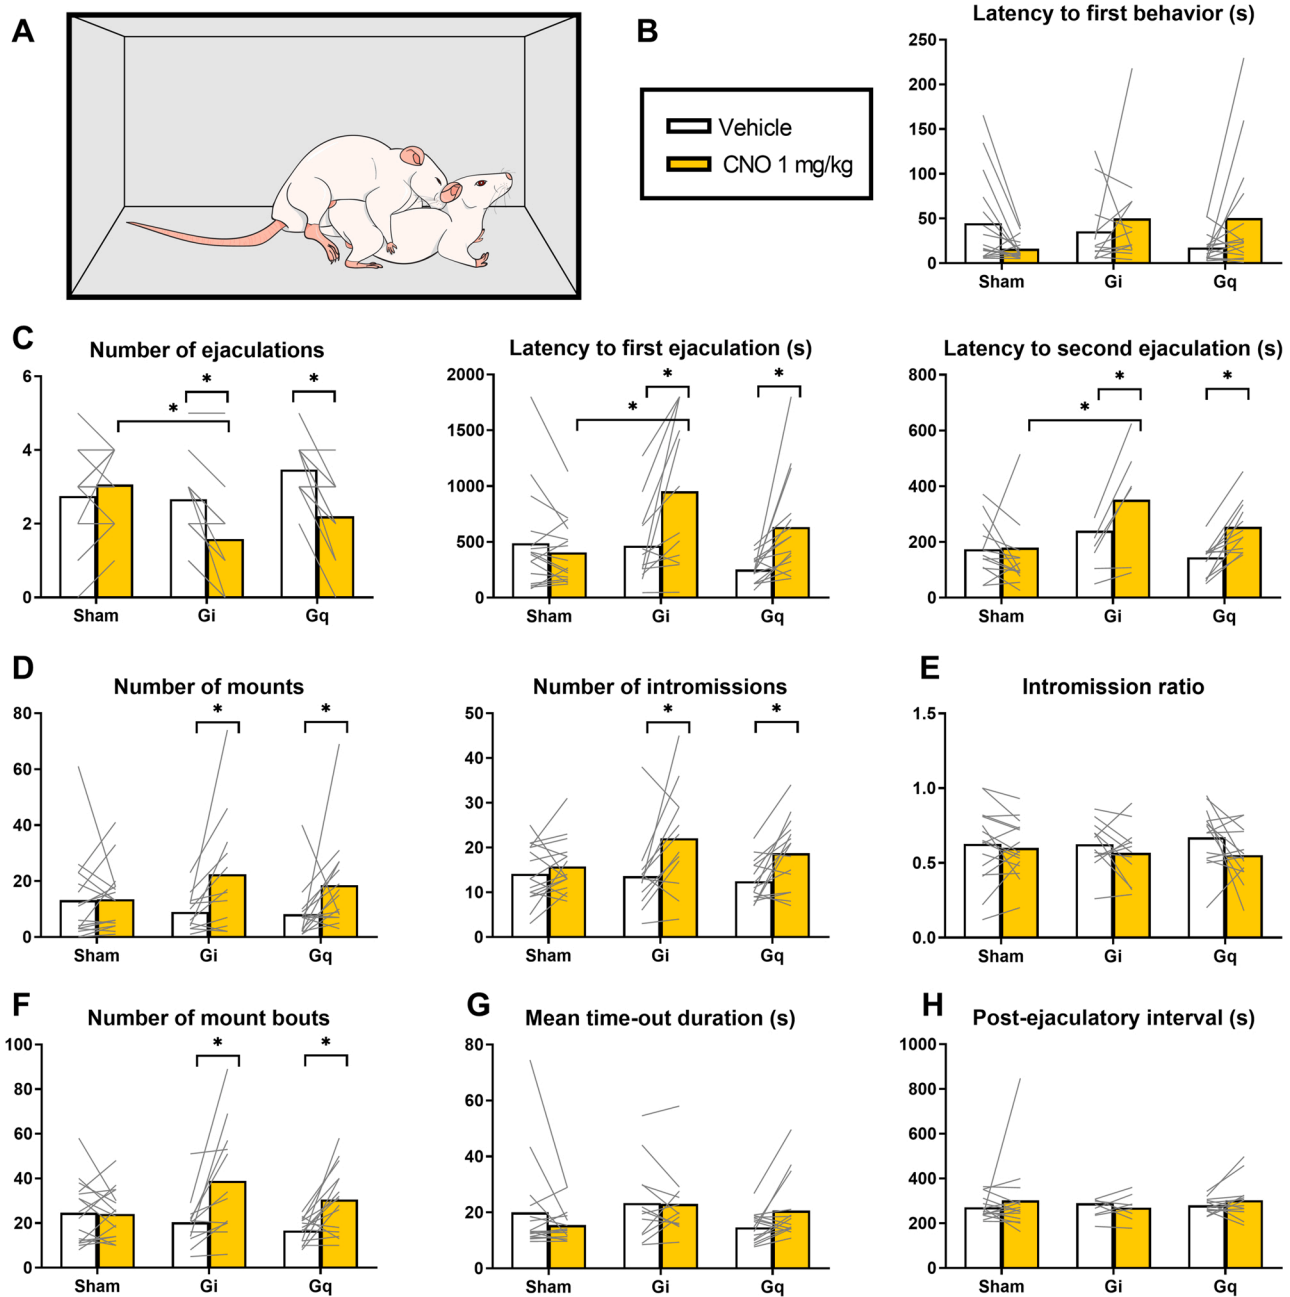 A
B
Vehicle
CNO 1 mg/kg
Latency to first behavior (s)
250
200
150
100
50
0
Sham Gi Gq
C
Number of ejaculations
6
4
2
0
* * *
Sham Gi Gq
Latency to first ejaculation (s)
2000
1500
1000
500
0
* * *
Sham Gi Gq
Latency to second ejaculation (s)
800
600
400
200
0
* * *
Sham Gi Gq
D
Number of mounts
80
60
40
20
0
* *
Sham Gi Gq
Number of intromissions
50
40
30
20
10
0
* *
Sham Gi Gq
E
Intromission ratio
1.5
1.0
0.5
0.0
Sham Gi Gq
F
Number of mount bouts
100
80
60
40
20
0
* *
Sham Gi Gq
G
Mean time-out duration (s)
80
60
40
20
0
Sham Gi Gq
H
Post-ejaculatory interval (s)
1000
800
600
400
200
0
Sham Gi Gq